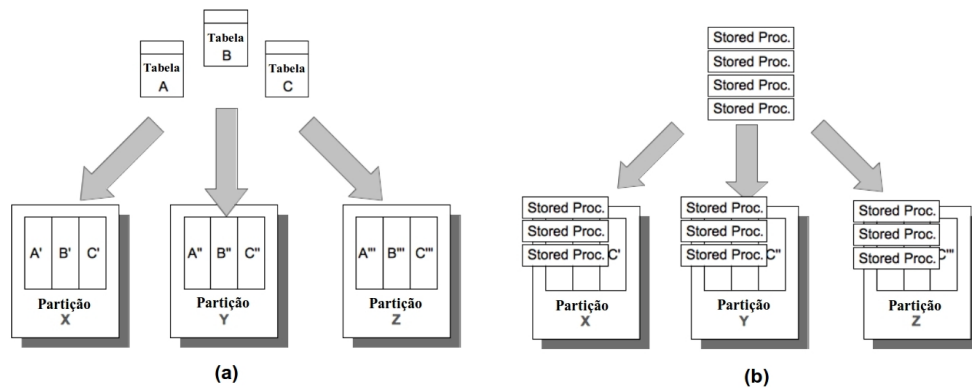 Tabela
A
Tabela
B
Tabela
C
A' B' C'
Partição
X
A" B" C"
Partição
Y
A''' B''' C'''
Partição
Z
(a)
Stored Proc.
Stored Proc.
Stored Proc.
Stored Proc.
Stored Proc.
Stored Proc.
Stored Proc.
C'
Partição
X
Stored Proc.
Stored Proc.
Stored Proc.
C"
Partição
Y
Stored Proc.
Stored Proc.
Stored Proc.
C'''
Partição
Z
(b)